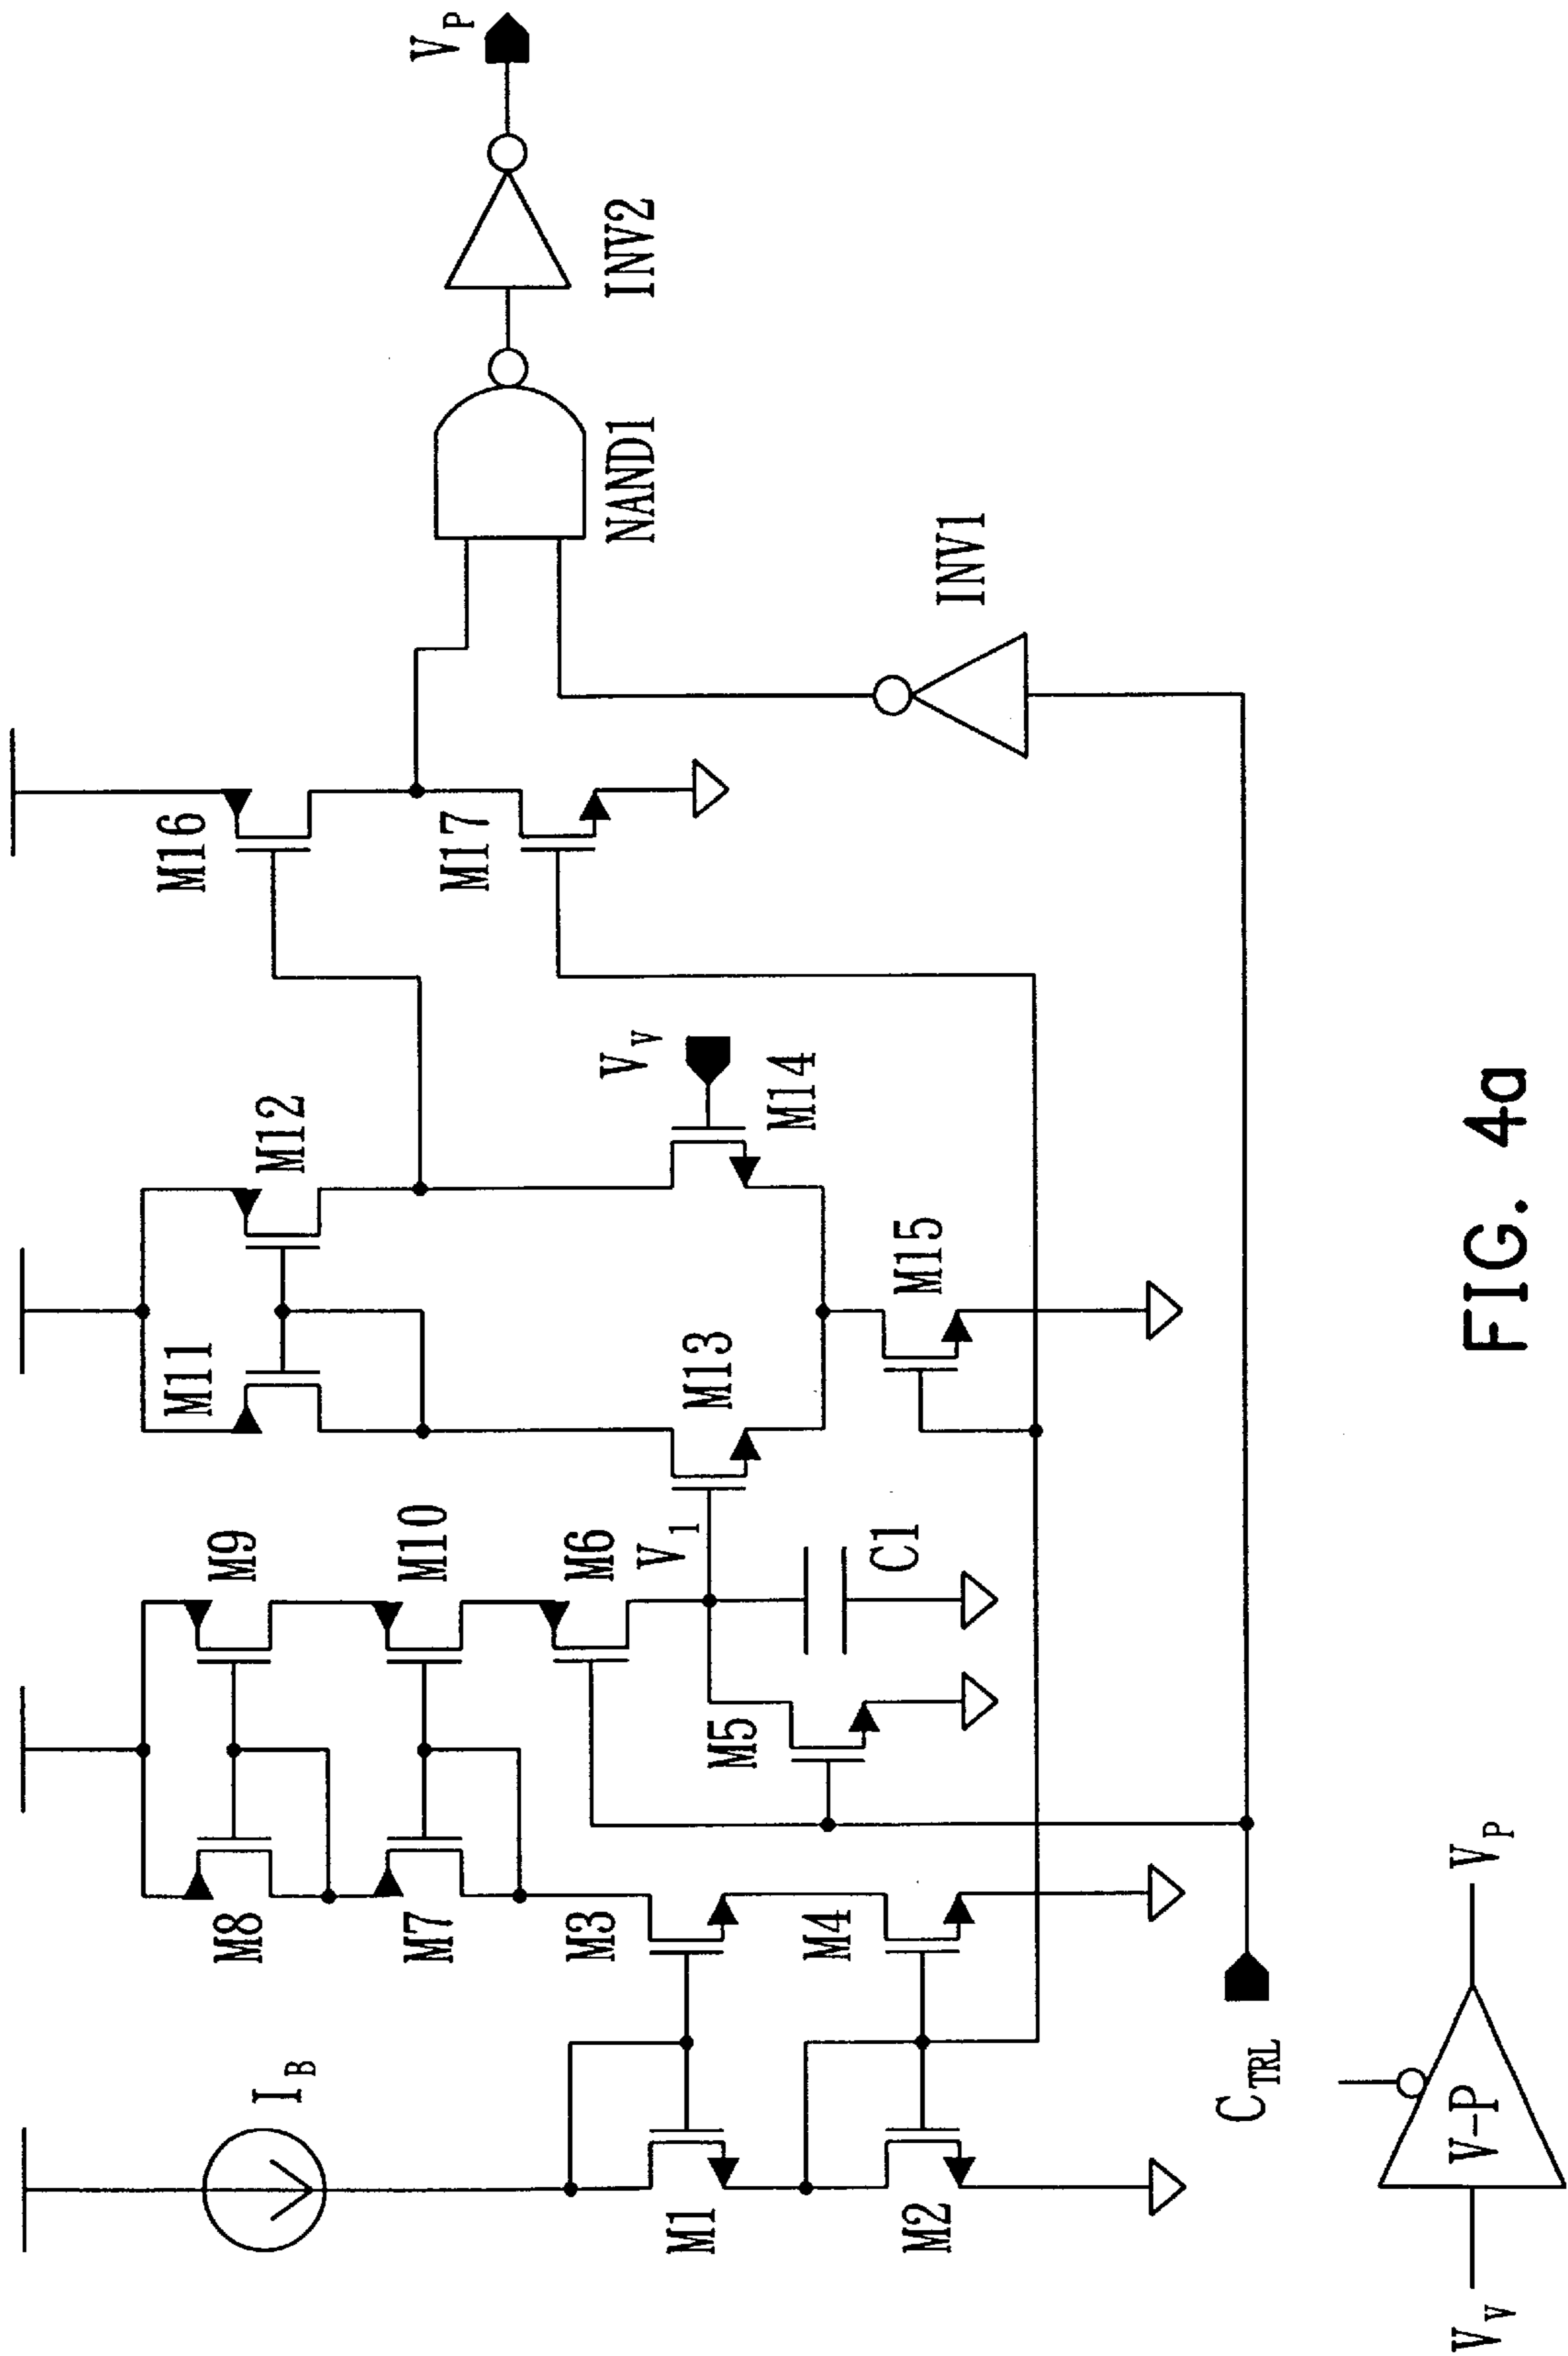 I_B
M1
M2
M8
M7
M3
M4
M9
M10
M6
M5
V_1
C1
M11
M12
M13
V_V
M14
M15
M16
M17
NAND1
INV1
INV2
V_P
C_TRL
V_V
V-P
V_P
FIG. 4a